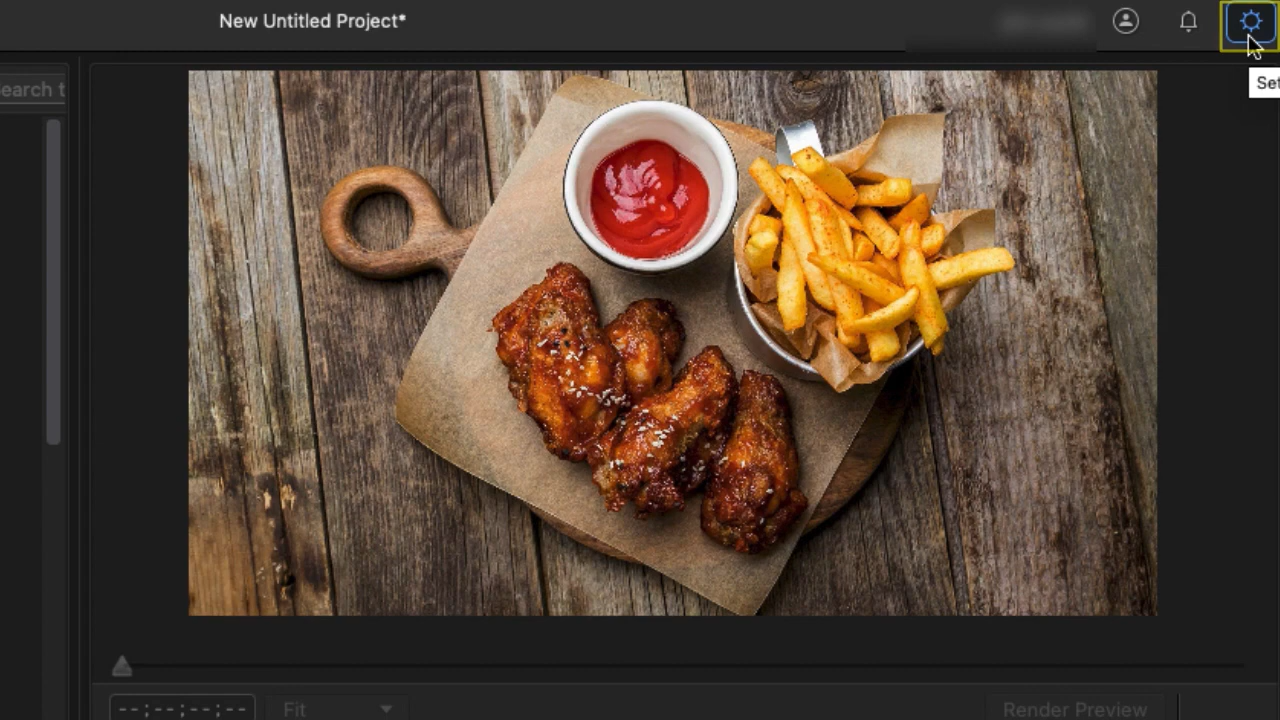 New Untitled Project*
earch t
Set
--;--;--;--
Fit
Render Preview